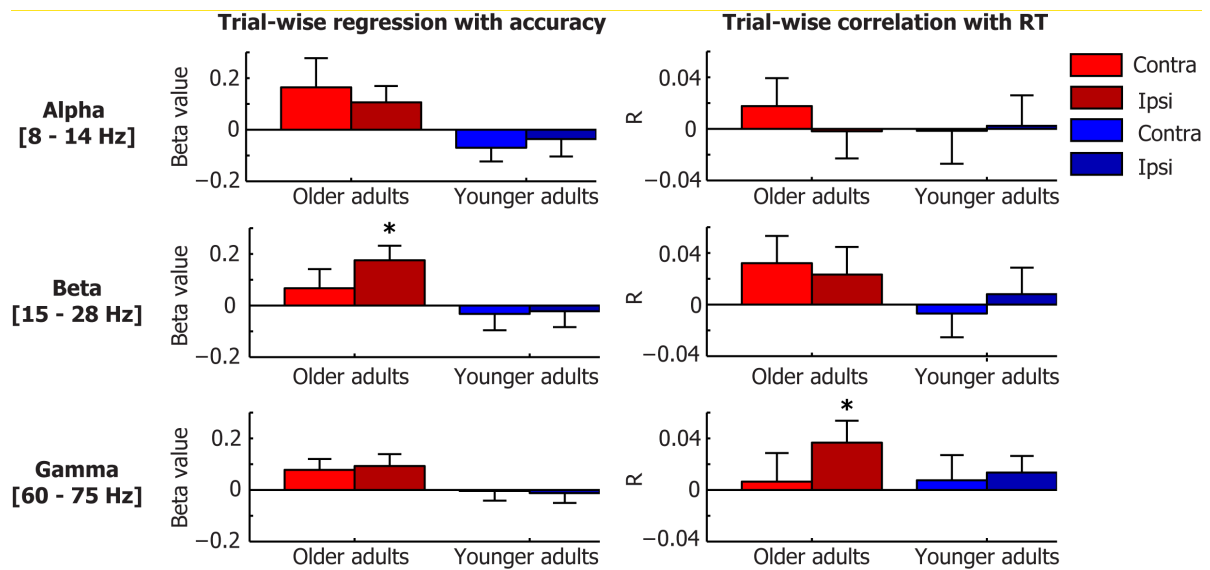 Trial-wise regression with accuracy
Trial-wise correlation with RT
Alpha
[8 - 14 Hz]
Beta value
0.2
0
−0.2
Older adults
Younger adults
R
0.04
0
−0.04
Older adults
Younger adults
Contra
Ipsi
Contra
Ipsi
Beta
[15 - 28 Hz]
Beta value
0.2
0
−0.2
*
Older adults
Younger adults
R
0.04
0
−0.04
Older adults
Younger adults
Gamma
[60 - 75 Hz]
Beta value
0.2
0
−0.2
Older adults
Younger adults
R
0.04
0
−0.04
*
Older adults
Younger adults